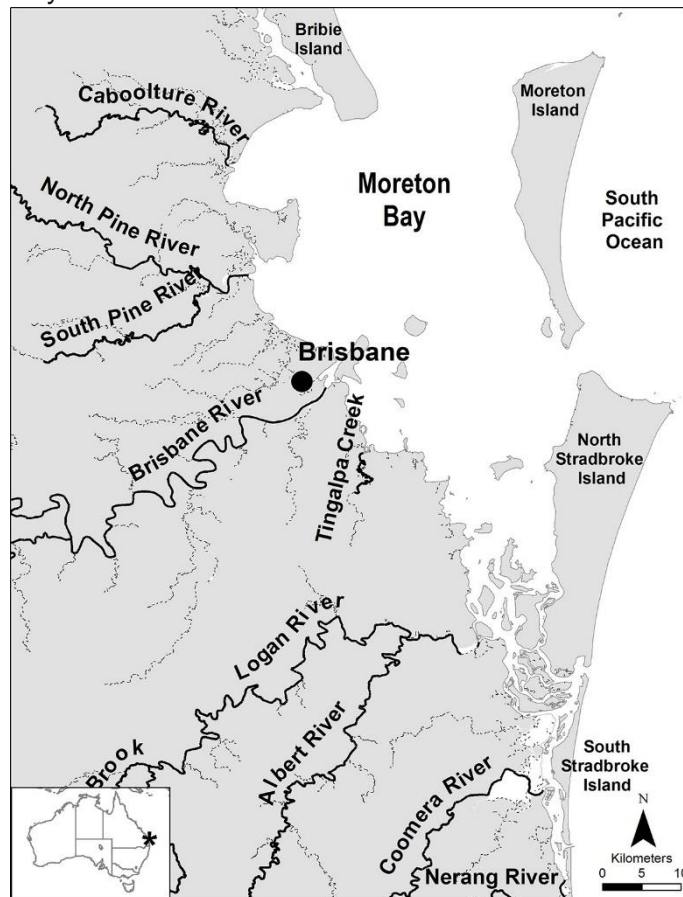 Bribie
Island
Caboolture River
Moreton
Island
Moreton
Bay
South
Pacific
Ocean
North Pine River
South Pine River
Brisbane
Brisbane River
Tingalpa Creek
North
Stradbroke
Island
Logan River
Albert River
Brook
Coomera River
South
Stradbroke
Island
Nerang River
*
N
Kilometers
0 5 10